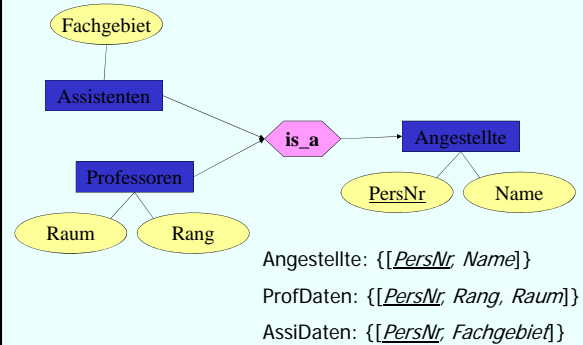 Fachgebiet
Assistenten
is_a
Angestellte
Professoren
PersNr
Name
Raum
Rang
Angestellte: {[PersNr, Name]}
ProfDaten: {[PersNr, Rang, Raum]}
AssiDaten: {[PersNr, Fachgebiet]}